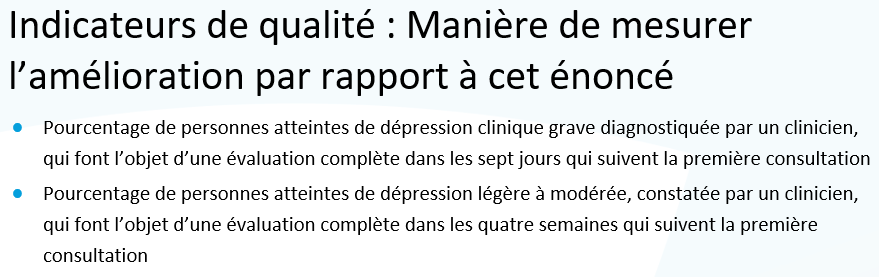 Indicateurs de qualité : Manière de mesurer
l’amélioration par rapport à cet énoncé
• Pourcentage de personnes atteintes de dépression clinique grave diagnostiquée par un clinicien,
qui font l’objet d’une évaluation complète dans les sept jours qui suivent la première consultation
• Pourcentage de personnes atteintes de dépression légère à modérée, constatée par un clinicien,
qui font l’objet d’une évaluation complète dans les quatre semaines qui suivent la première
consultation